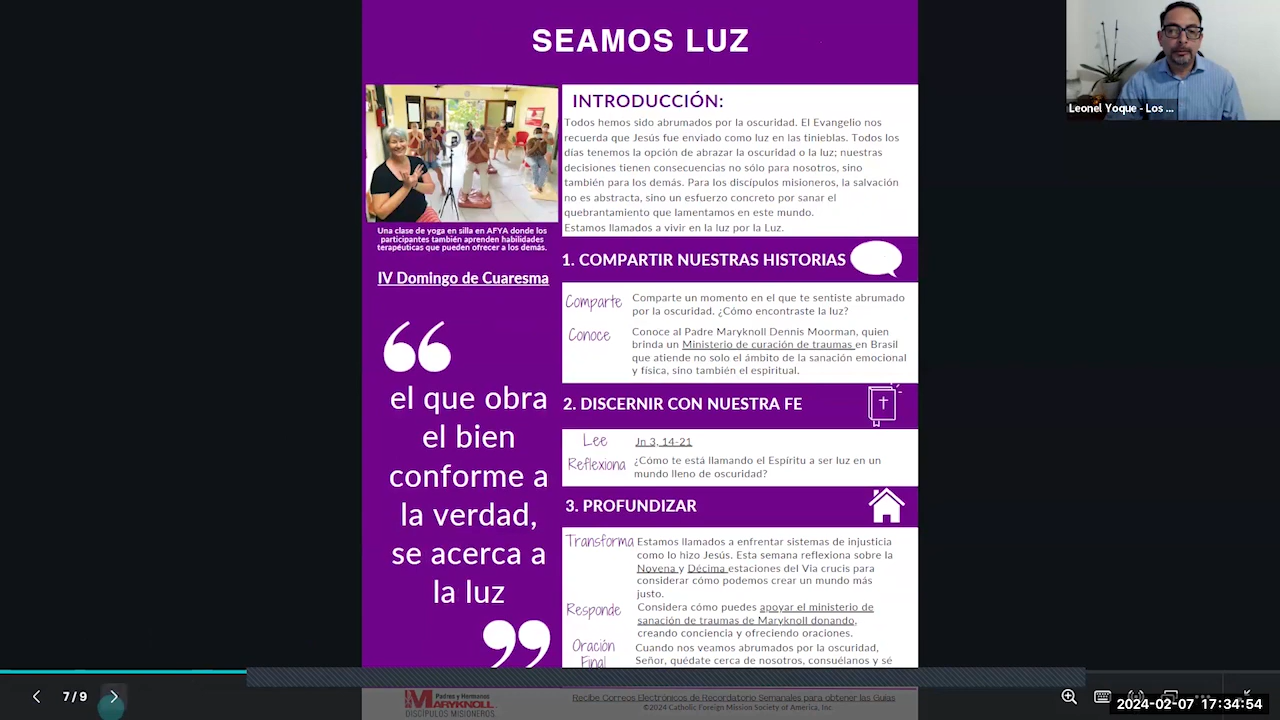 SEAMOS LUZ
Leonel Yoque - Los ...
INTRODUCCIÓN:
Todos hemos sido abrumados por la oscuridad. El Evangelio nos
recuerda que Jesús fue enviado como luz en las tinieblas. Todos los
días tenemos la opción de abrazar la oscuridad o la luz; nuestras
decisiones tienen consecuencias no sólo para nosotros, sino
también para los demás. Para los discípulos misioneros, la salvación
no es abstracta, sino un esfuerzo concreto por sanar el
quebrantamiento que lamentamos en este mundo.
Estamos llamados a vivir en la luz por la Luz.
Una clase de yoga en silla en AFYA donde los
participantes también aprenden habilidades
terapéuticas que pueden ofrecer a los demás.
IV Domingo de Cuaresma
“
el que obra
el bien
conforme a
la verdad,
se acerca a
la luz
”
1. COMPARTIR NUESTRAS HISTORIAS
Comparte
Comparte un momento en el que te sentiste abrumado
por la oscuridad. ¿Cómo encontraste la luz?
Conoce
Conoce al Padre Maryknoll Dennis Moorman, quien
brinda un Ministerio de curación de traumas en Brasil
que atiende no solo el ámbito de la sanación emocional
y física, sino también el espiritual.
2. DISCERNIR CON NUESTRA FE
Lee
Jn 3, 14-21
Reflexiona
¿Cómo te está llamando el Espíritu a ser luz en un
mundo lleno de oscuridad?
3. PROFUNDIZAR
Transforma
Estamos llamados a enfrentar sistemas de injusticia
como lo hizo Jesús. Esta semana reflexiona sobre la
Novena y Décima estaciones del Via crucis para
considerar cómo podemos crear un mundo más
justo.
Responde
Considera cómo puedes apoyar el ministerio de
sanación de traumas de Maryknoll donando,
creando conciencia y ofreciendo oraciones.
Oración
Final
Cuando nos veamos abrumados por la oscuridad,
Señor, quédate cerca de nosotros, consuélanos y sé
Padres y Hermanos
MARYKNOLL
DISCÍPULOS MISIONEROS
Recibe Correos Electrónicos de Recordatorio Semanales para obtener las Guías
©2024 Catholic Foreign Mission Society of America, Inc
7/9
2024-02-07 17:34:54